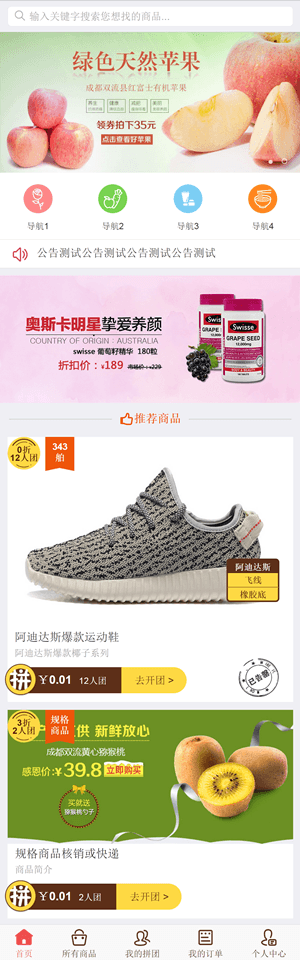 输入关键字搜索您想找的商品...
绿色天然苹果
成都双流县红富士有机苹果
领券拍下35元
点击查看好苹果
导航1
导航2
导航3
导航4
公告测试公告测试公告测试公告测试
奥斯卡明星挚爱养颜
COUNTRY OF ORIGIN : AUSTRALIA
swisse 葡萄籽精华 180粒
折扣价：¥189 市场价：¥229
Swisse
GRAPE SEED
Swisse
GRAPE SEED
12,000mg
推荐商品
0折
12人团
343
船
阿迪达斯
飞线
橡胶底
阿迪达斯爆款运动鞋
阿迪达斯爆款椰子系列
拼
¥0.01 12人团
去开团 >
已告罄
3折
2人团
规格
商品
供 新鲜放心
成都双流黄心猕猴桃
感恩价:¥39.8 立即购买
买就送
猕猴桃勺子
规格商品核销或快递
商品简介
拼
¥0.01 2人团
去开团 >
首页
所有商品
我的拼团
我的订单
个人中心